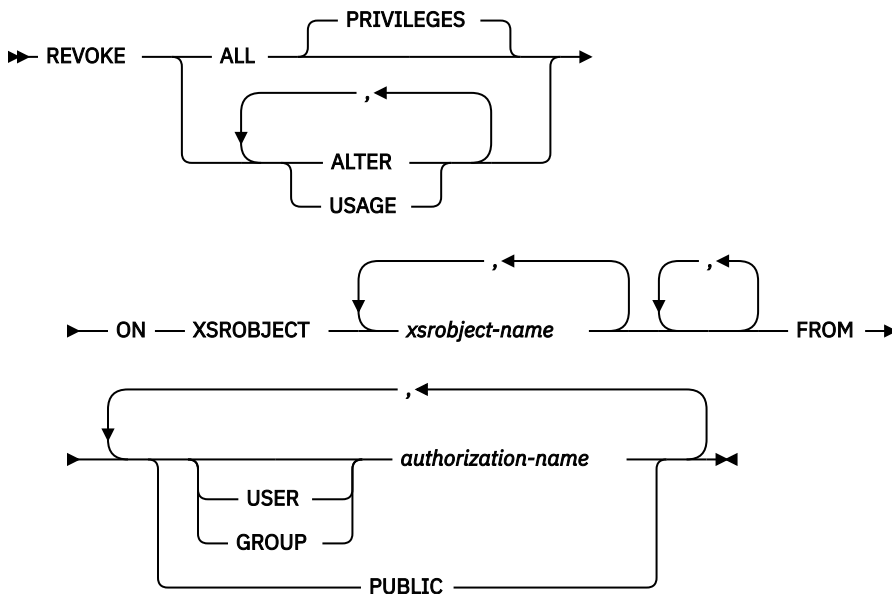 PRIVILEGES
REVOKE ALL
,
ALTER
USAGE
, ,
ON XSROBJECT xsrobject-name FROM
,
authorization-name
USER
GROUP
PUBLIC